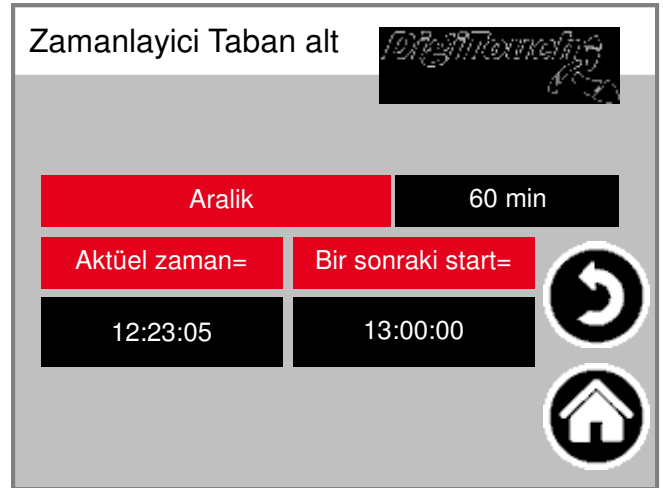 Zamanlayici Taban alt
DigiTouch
Aralik
60 min
Aktüel zaman=
Bir sonraki start=
12:23:05
13:00:00